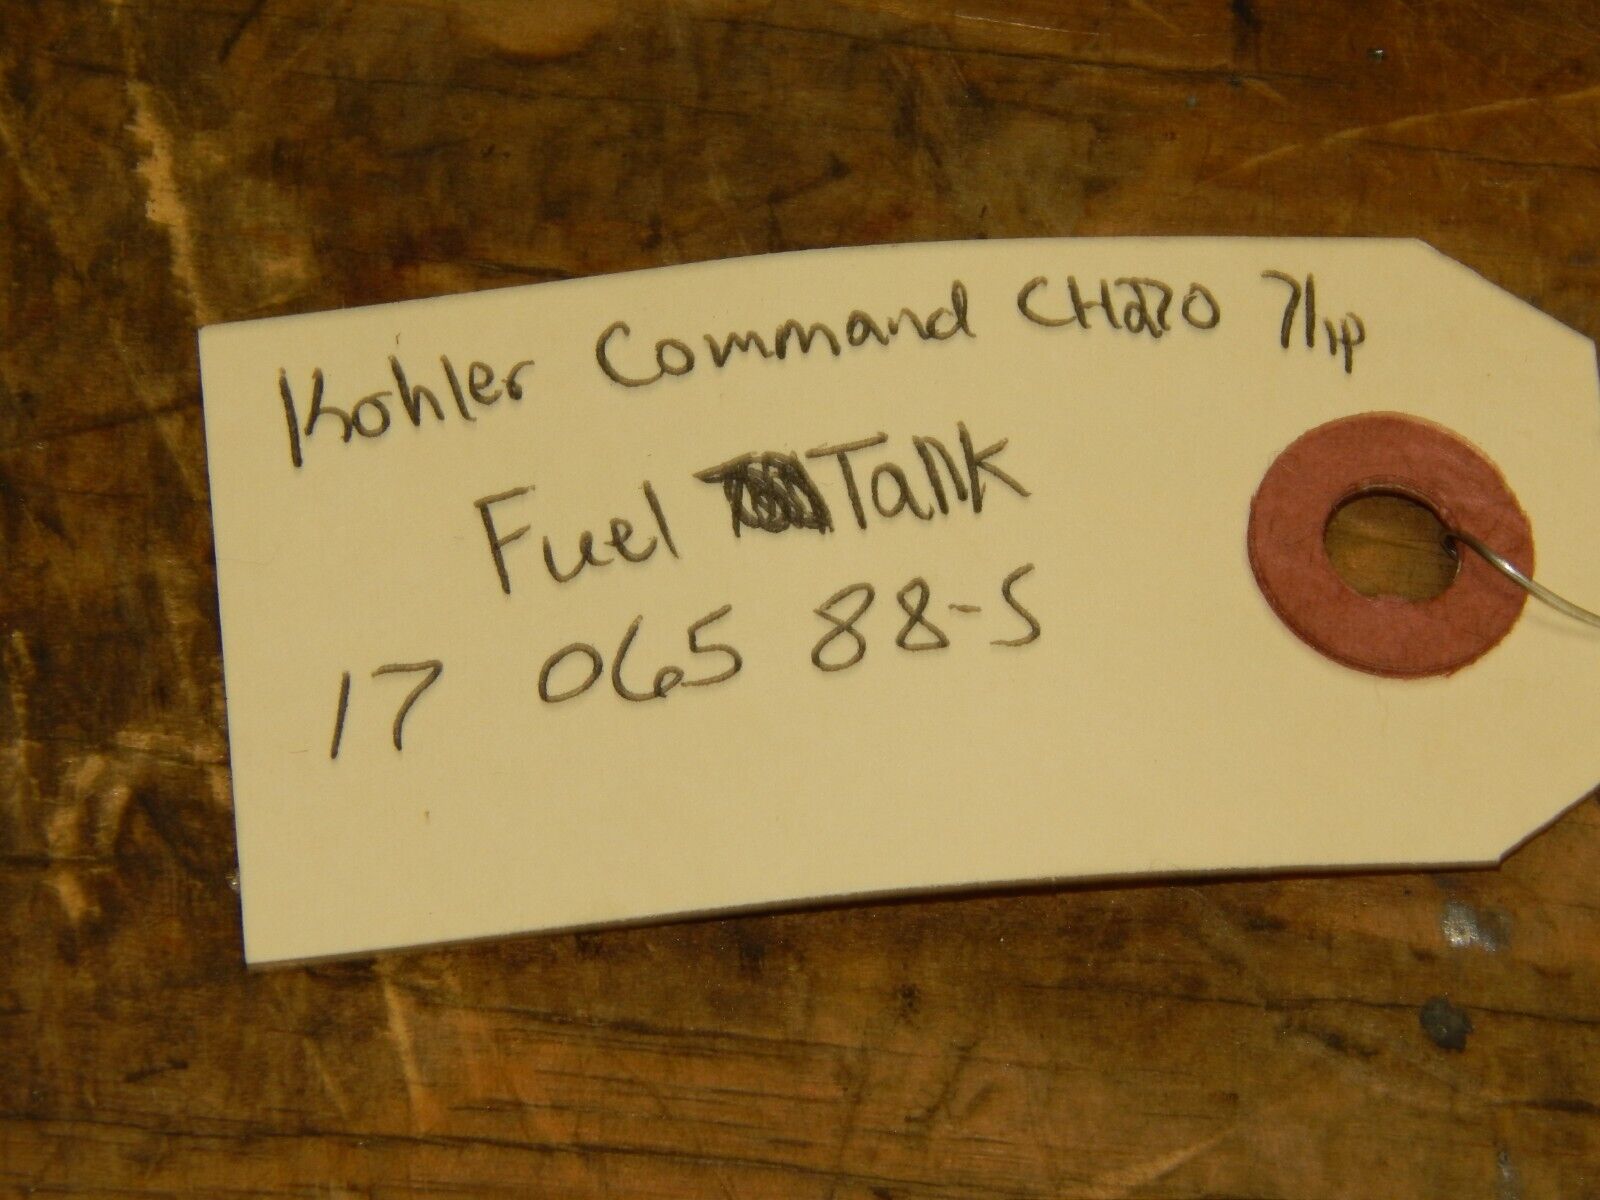 Kohler Command CH270 7hp
Fuel Tank
17 065 88-S